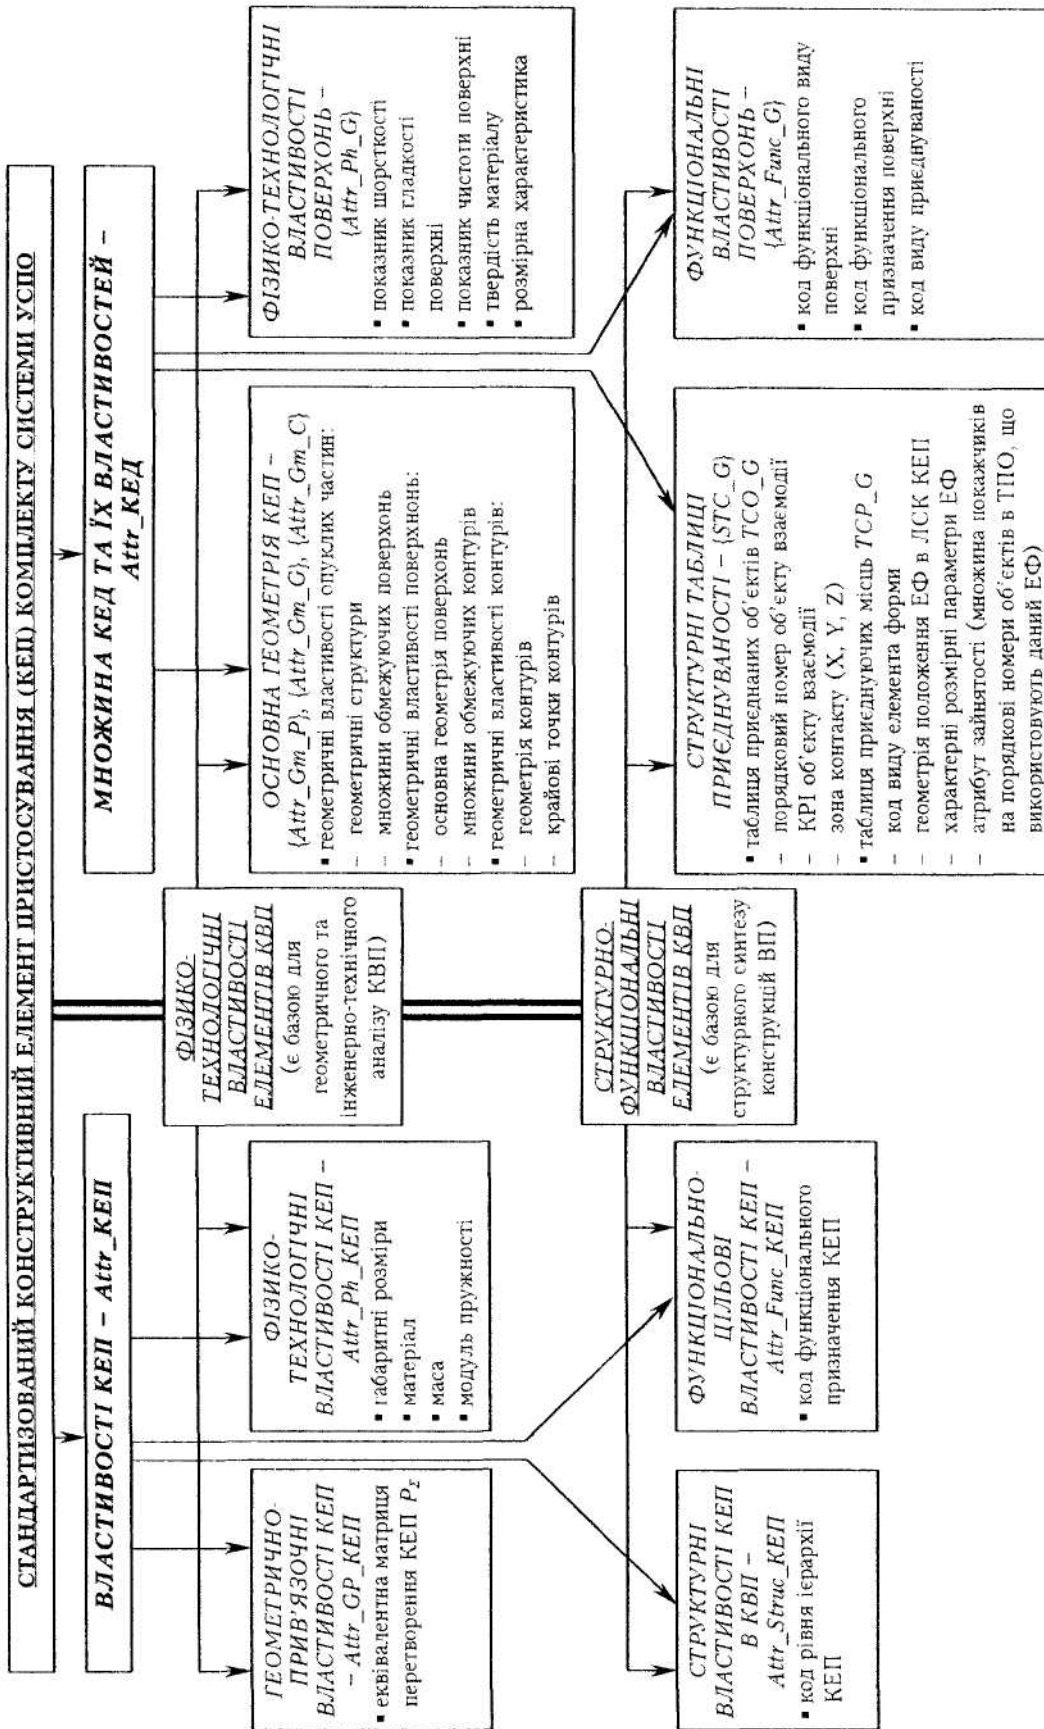 СТАНДАРТИЗОВАНИЙ КОНСТРУКТИВНИЙ ЕЛЕМЕНТ ПРИСТОСУВАННЯ (КЕП) КОМПЛЕКТУ СИСТЕМИ УСПО
ВЛАСТИВОСТІ КЕП – Attr_КЕП
МНОЖИНА КЕД ТА ЇХ ВЛАСТИВОСТЕЙ –
Attr_КЕД
ГЕОМЕТРИЧНО-
ПРИВ'ЯЗОЧНІ
ВЛАСТИВОСТІ КЕП
– Attr_GP_КЕП
▪ еквівалентна матриця
перетворення КЕП P_Σ
ФІЗИКО-
ТЕХНОЛОГІЧНІ
ВЛАСТИВОСТІ КЕП –
Attr_Ph_КЕП
▪ габаритні розміри
▪ матеріал
▪ маса
▪ модуль пружності
ФІЗИКО-
ТЕХНОЛОГІЧНІ
ВЛАСТИВОСТІ
ЕЛЕМЕНТІВ КВП
(є базою для
геометричного та
інженерно-технічного
аналізу КВП)
ОСНОВНА ГЕОМЕТРІЯ КЕП –
{Attr_Gm_P}, {Attr_Gm_G}, {Attr_Gm_C}
▪ геометричні властивості опуклих частин:
– геометричні структури
– множини обмежуючих поверхонь
▪ геометричні властивості поверхнонь:
– основна геометрія поверхонь
– множини обмежуючих контурів
▪ геометричні властивості контурів:
– геометрія контурів
– крайові точки контурів
ФІЗИКО-ТЕХНОЛОГІЧНІ
ВЛАСТИВОСТІ
ПОВЕРХОНЬ –
{Attr_Ph_G}
▪ показник шорсткості
▪ показник гладкості
поверхні
▪ показник чистоти поверхні
▪ твердість матеріалу
▪ розмірна характеристика
СТРУКТУРНІ
ВЛАСТИВОСТІ КЕП
В КВП –
Attr_Struc_КЕП
▪ код рівня ієрархії
КЕП
ФУНКЦІОНАЛЬНО-
ЦІЛЬОВІ
ВЛАСТИВОСТІ КЕП –
Attr_Func_КЕП
▪ код функціонального
призначення КЕП
СТРУКТУРНО-
ФУНКЦІОНАЛЬНІ
ВЛАСТИВОСТІ
ЕЛЕМЕНТІВ КВП
(є базою для
структурного синтезу
конструкцій ВП)
СТРУКТУРНІ ТАБЛИЦІ
ПРИЄДНУВАНОСТІ – {STC_G}
▪ таблиця приєднаних об'єктів TCO_G
– порядковий номер об'єкту взаємодії
– КРІ об'єкту взаємодії
– зона контакту (X, Y, Z)
▪ таблиця приєднуючих місць TCP_G
– код виду елемента форми
– геометрія положення ЕФ в ЛСК КЕП
– характерні розмірні параметри ЕФ
– атрибут зайнятості (множина покажчиків
на порядкові номери об'єктів в ТПО, що
використовують даний ЕФ)
ФУНКЦІОНАЛЬНІ
ВЛАСТИВОСТІ
ПОВЕРХОНЬ –
{Attr_Func_G}
▪ код функціонального виду
поверхні
▪ код функціонального
призначення поверхні
▪ код виду приєднуваності